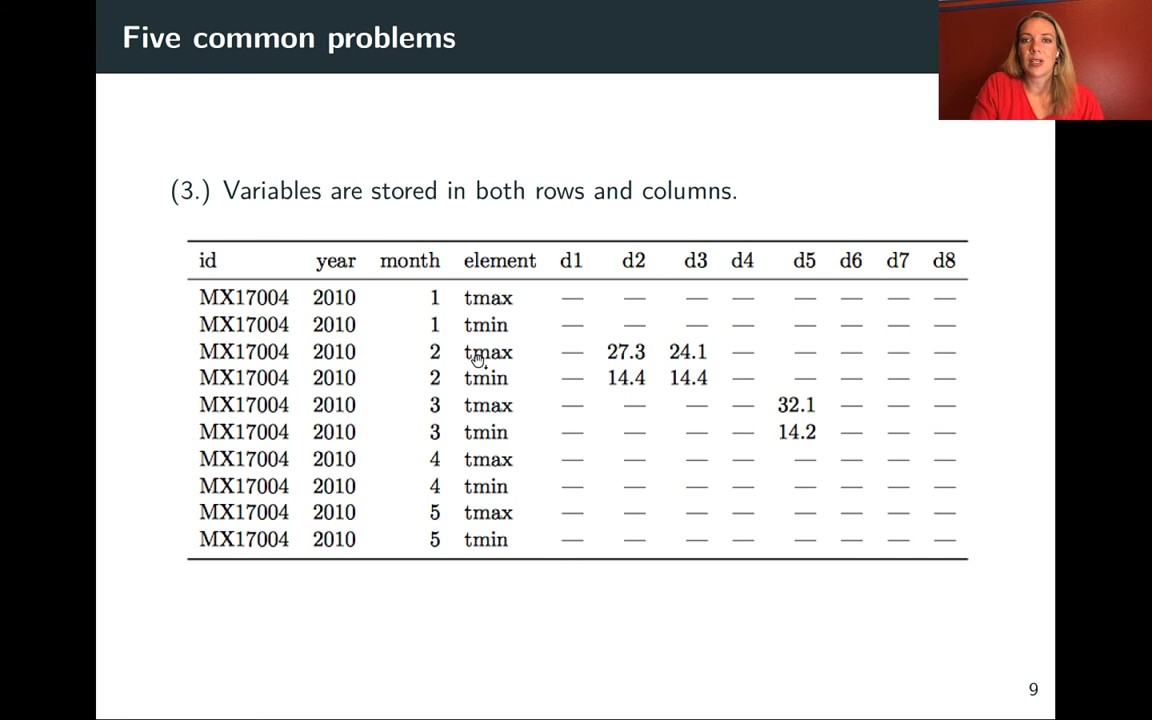 Five common problems
(3.) Variables are stored in both rows and columns.
id year month element d1 d2 d3 d4 d5 d6 d7 d8
MX17004 2010 1 tmax — — — — — — — —
MX17004 2010 1 tmin — — — — — — — —
MX17004 2010 2 tmax — 27.3 24.1 — — — — —
MX17004 2010 2 tmin — 14.4 14.4 — — — — —
MX17004 2010 3 tmax — — — — 32.1 — — —
MX17004 2010 3 tmin — — — — 14.2 — — —
MX17004 2010 4 tmax — — — — — — — —
MX17004 2010 4 tmin — — — — — — — —
MX17004 2010 5 tmax — — — — — — — —
MX17004 2010 5 tmin — — — — — — — —
9